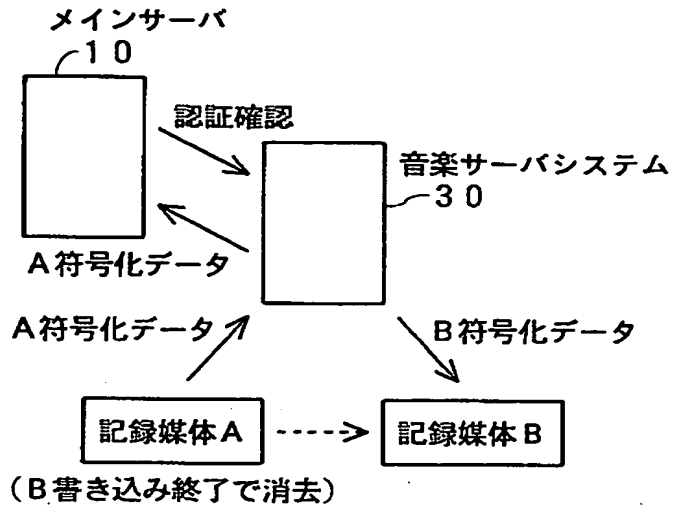 メインサーバ
10
認証確認
音楽サーバシステム
30
A符号化データ
A符号化データ
B符号化データ
記録媒体A
記録媒体B
(B書き込み終了で消去)